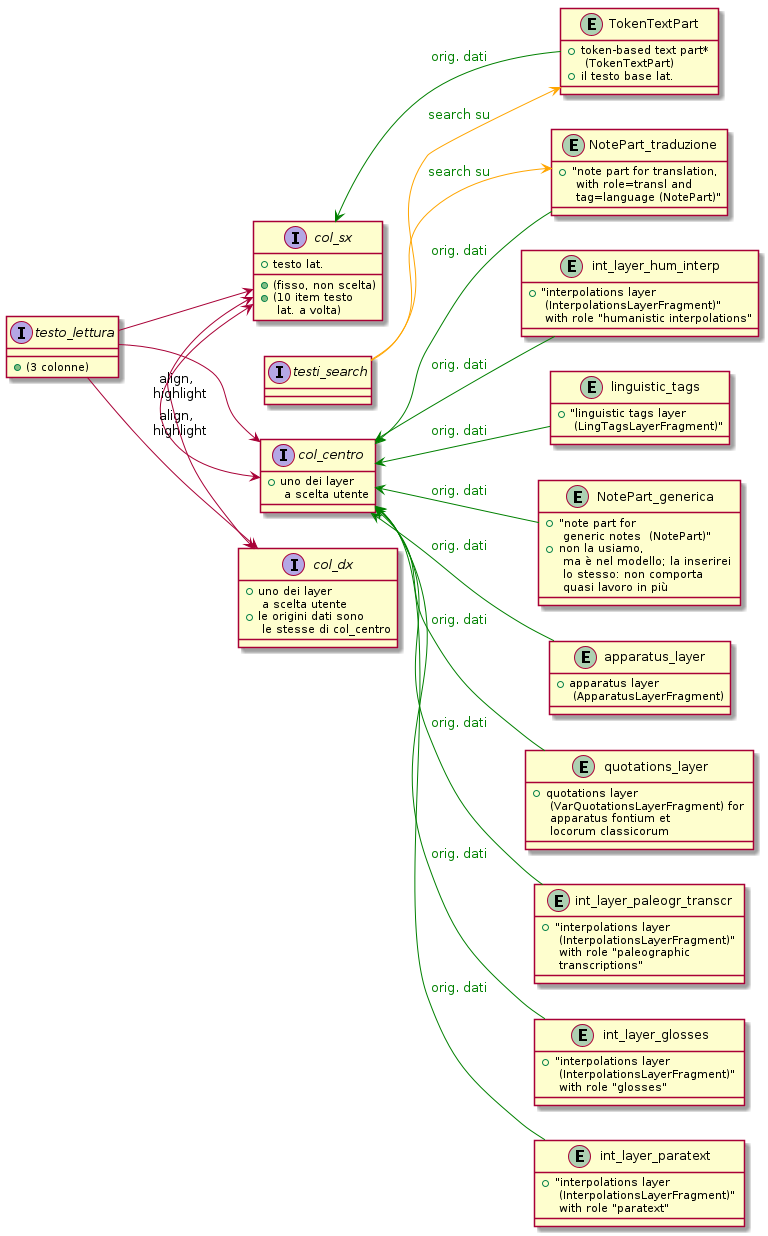 I testo_lettura
(3 colonne)
I col_sx
testo lat.
(fisso, non scelta)
(10 item testo
lat. a volta)
I testi_search
align,
highlight
align,
highlight
I col_centro
uno dei layer
a scelta utente
I col_dx
uno dei layer
a scelta utente
le origini dati sono
le stesse di col_centro
orig. dati
search su
search su
orig. dati
orig. dati
orig. dati
orig. dati
orig. dati
orig. dati
orig. dati
orig. dati
orig. dati
E TokenTextPart
token-based text part*
(TokenTextPart)
il testo base lat.
E NotePart_traduzione
"note part for translation,
with role=transl and
tag=language (NotePart)"
E int_layer_hum_interp
"interpolations layer
(InterpolationsLayerFragment)"
with role "humanistic interpolations"
E linguistic_tags
"linguistic tags layer
(LingTagsLayerFragment)"
E NotePart_generica
"note part for
generic notes (NotePart)"
non la usiamo,
ma è nel modello; la inserirei
lo stesso: non comporta
quasi lavoro in più
E apparatus_layer
apparatus layer
(ApparatusLayerFragment)
E quotations_layer
quotations layer
(VarQuotationsLayerFragment) for
apparatus fontium et
locorum classicorum
E int_layer_paleogr_transcr
"interpolations layer
(InterpolationsLayerFragment)"
with role "paleographic
transcriptions"
E int_layer_glosses
"interpolations layer
(InterpolationsLayerFragment)"
with role "glosses"
E int_layer_paratext
"interpolations layer
(InterpolationsLayerFragment)"
with role "paratext"